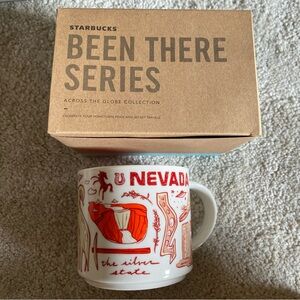 STARBUCKS
BEEN THERE
SERIES
ACROSS THE GLOBE COLLECTION
NEVADA
the silver
state